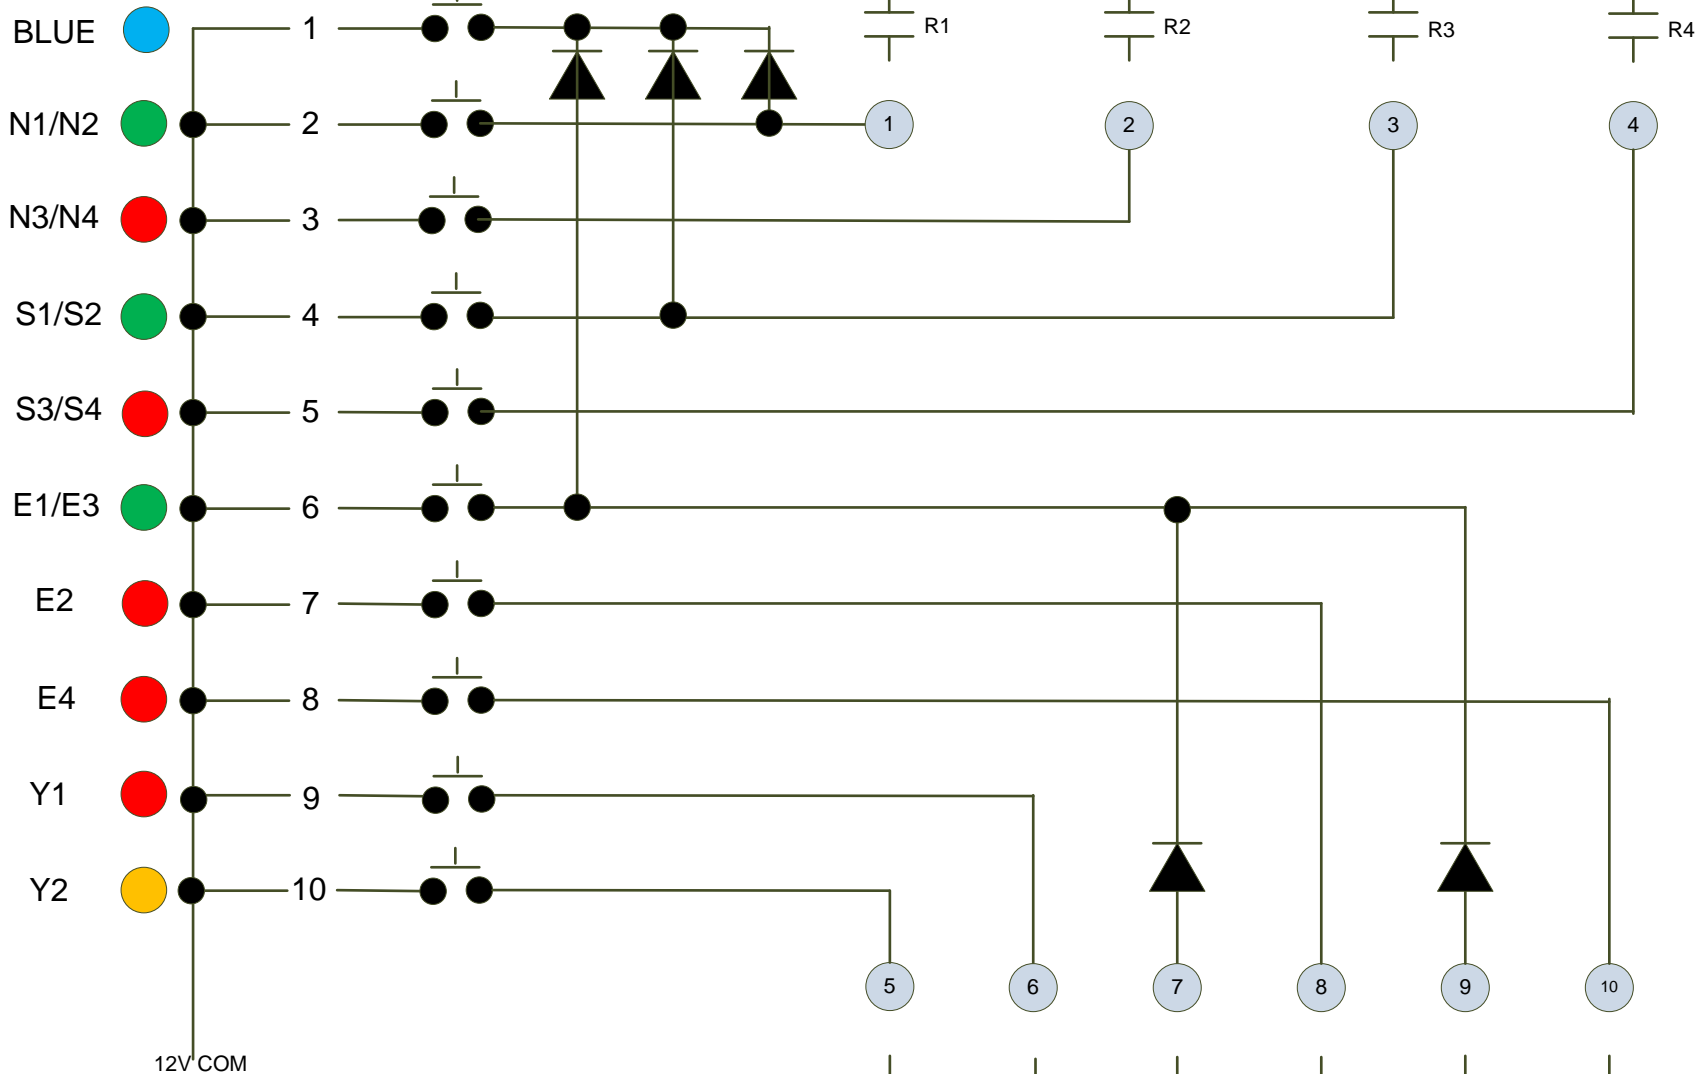 BLUE 1 R1 R2 R3 R4
N1/N2 2 1 2 3 4
N3/N4 3
S1/S2 4
S3/S4 5
E1/E3 6
E2 7
E4 8
Y1 9
Y2 10
5 6 7 8 9 10
12V COM